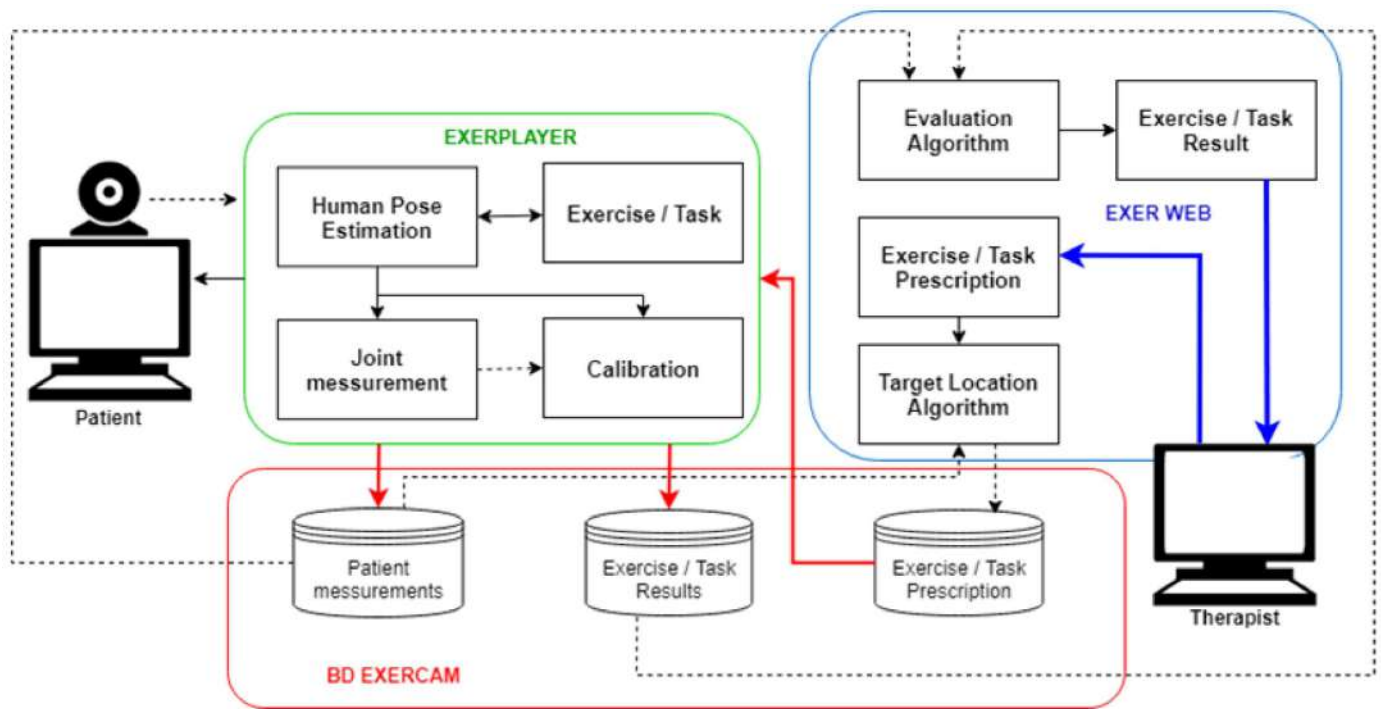 EXERPLAYER
Human Pose
Estimation
Exercise / Task
Joint
messurement
Calibration
Patient
Evaluation
Algorithm
Exercise / Task
Result
EXER WEB
Exercise / Task
Prescription
Target Location
Algorithm
Therapist
Patient
messurements
Exercise / Task
Results
Exercise / Task
Prescription
BD EXERCAM